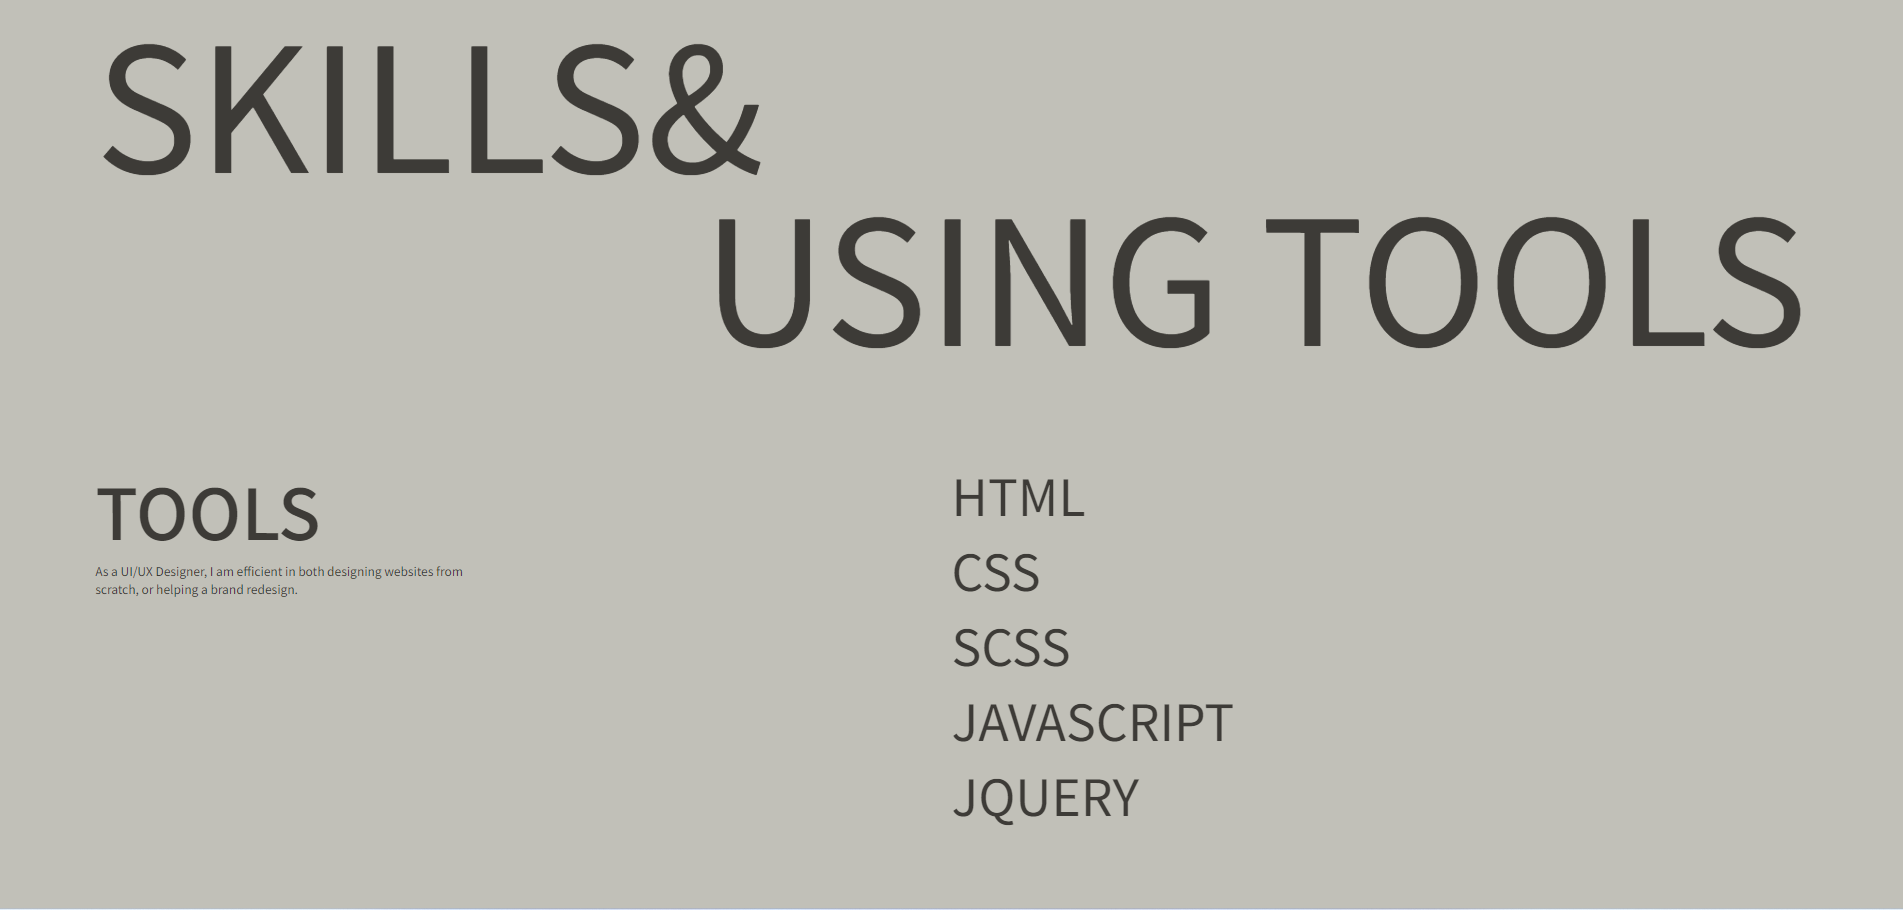 SKILLS&
USING TOOLS
TOOLS
As a UI/UX Designer, I am efficient in both designing websites from
scratch, or helping a brand redesign.
HTML
CSS
SCSS
JAVASCRIPT
JQUERY